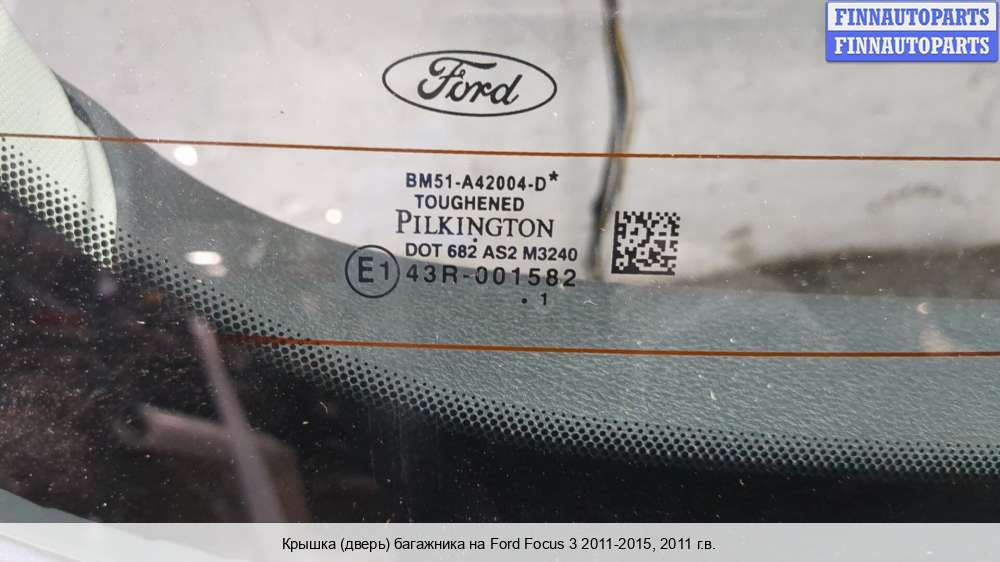 FINNAUTOPARTS
FINNAUTOPARTS
Ford
BM51-A42004-D*
TOUGHENED
PILKINGTON
DOT 682 AS2 M3240
E1 43R-001582
. 1
Крышка (дверь) багажника на Ford Focus 3 2011-2015, 2011 г.в.